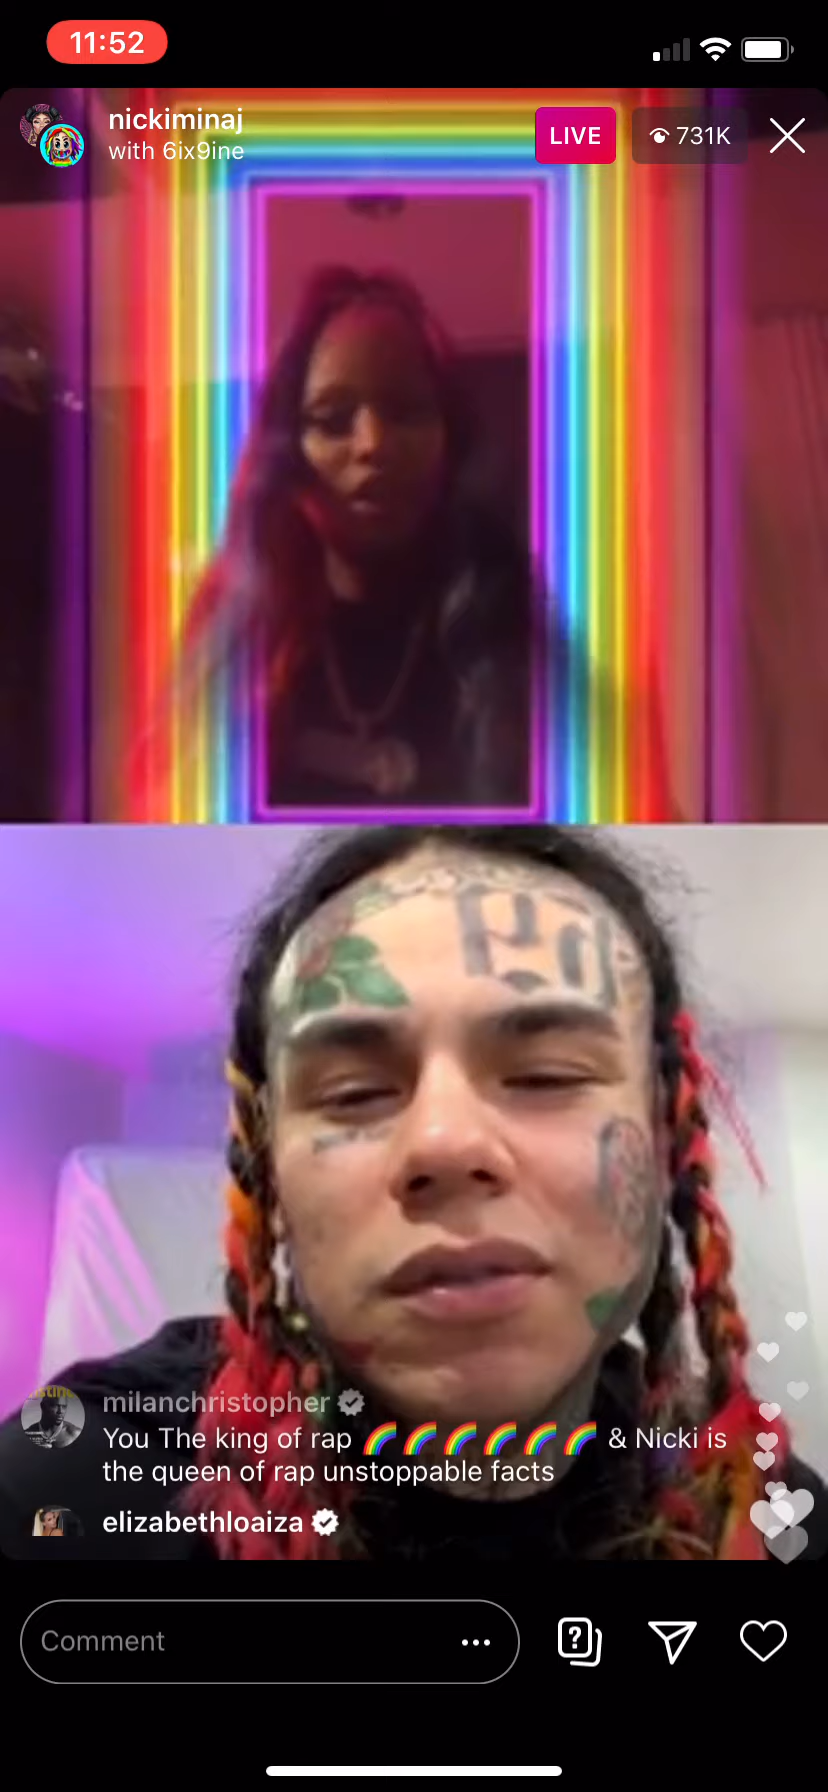 11:52
nickiminaj
with 6ix9ine
LIVE
731K
milanchristopher
You The king of rap 🌈🌈🌈🌈🌈🌈 & Nicki is
the queen of rap unstoppable facts
elizabethloaiza
Comment